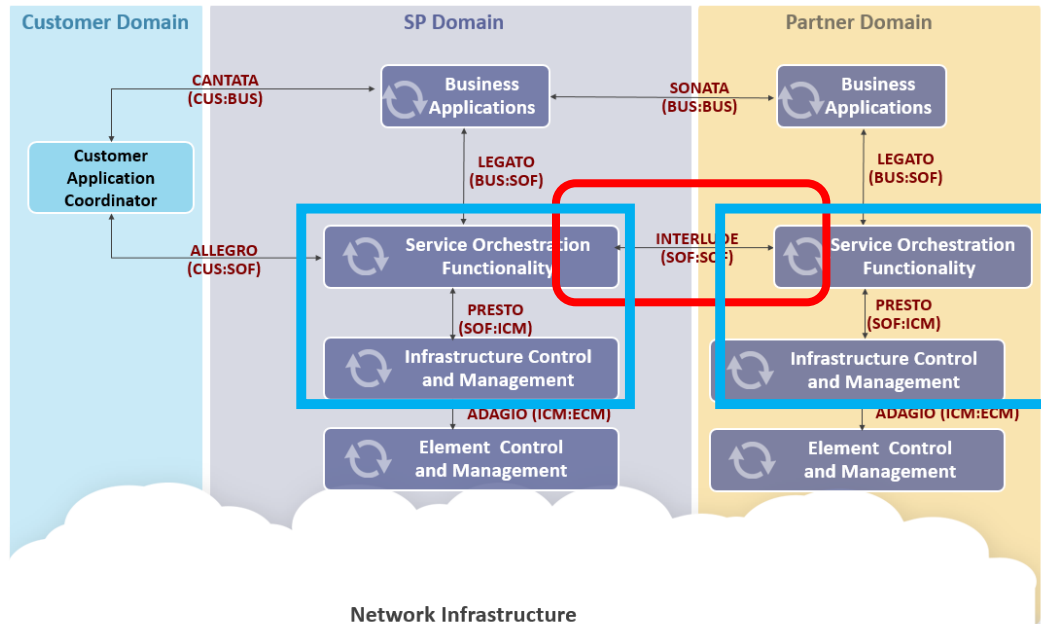 Customer Domain
SP Domain
Partner Domain
CANTATA
(CUS:BUS)
Business
Applications
SONATA
(BUS:BUS)
Business
Applications
Customer
Application
Coordinator
LEGATO
(BUS:SOF)
LEGATO
(BUS:SOF)
ALLEGRO
(CUS:SOF)
Service Orchestration
Functionality
INTERLUDE
(SOF:SOF)
Service Orchestration
Functionality
PRESTO
(SOF:ICM)
PRESTO
(SOF:ICM)
Infrastructure Control
and Management
Infrastructure Control
and Management
ADAGIO (ICM:ECM)
ADAGIO (ICM:ECM)
Element Control
and Management
Element Control
and Management
Network Infrastructure